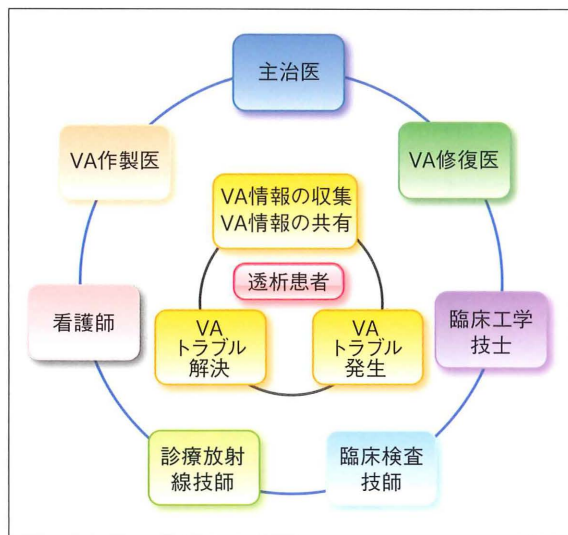 主治医
VA作製医
VA修復医
VA情報の収集
VA情報の共有
透析患者
看護師
VA
トラブル
解決
VA
トラブル
発生
臨床工学
技士
診療放射
線技師
臨床検査
技師